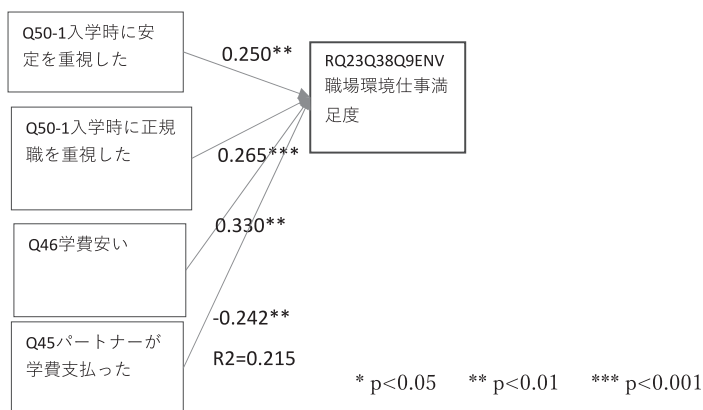 Q50-1入学時に安
定を重視した
0.250**
RQ23Q38Q9ENV
職場環境仕事満
足度
Q50-1入学時に正規
職を重視した
0.265***
Q46学費安い
0.330**
Q45パートナーが
学費支払った
-0.242**
R2=0.215
* p<0.05 ** p<0.01 *** p<0.001